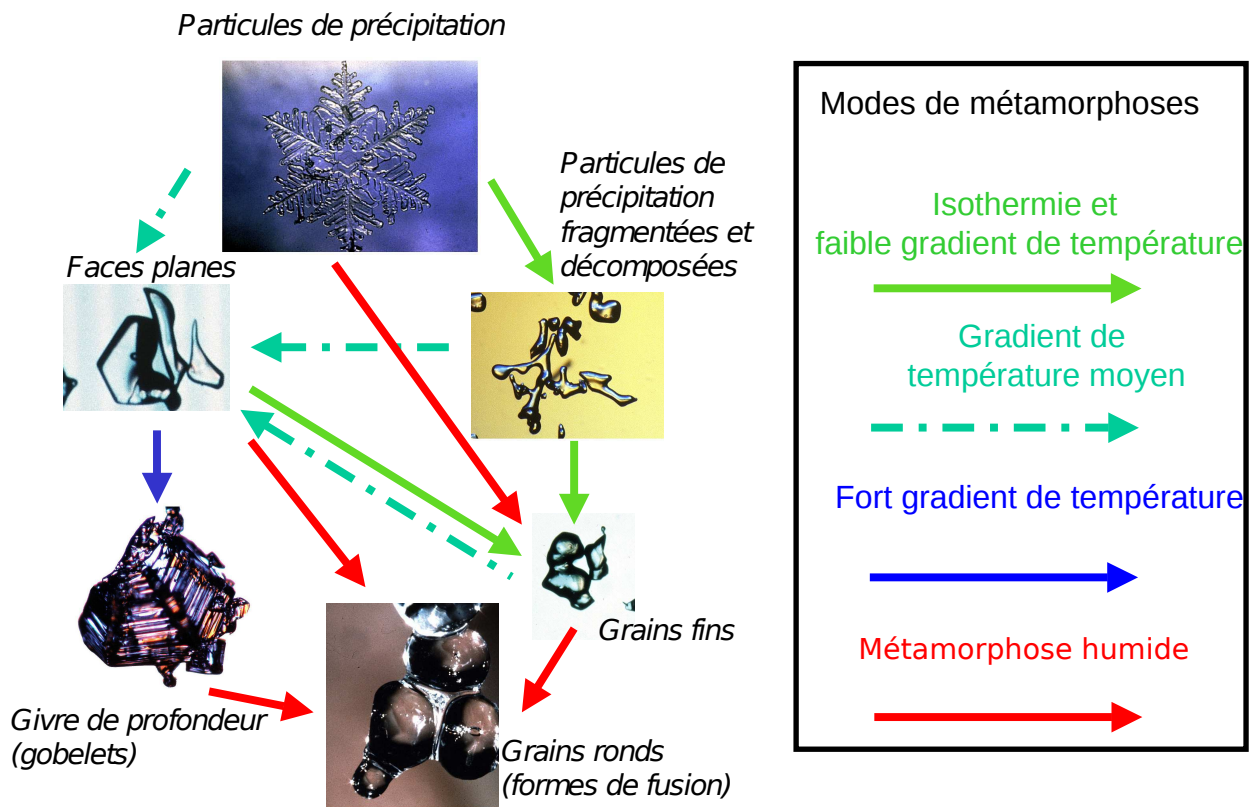 Particules de précipitation
Particules de
précipitation
fragmentées et
décomposées
Faces planes
Grains fins
Givre de profondeur
(gobelets)
Grains ronds
(formes de fusion)
Modes de métamorphoses
Isothermie et
faible gradient de température
Gradient de
température moyen
Fort gradient de température
Métamorphose humide